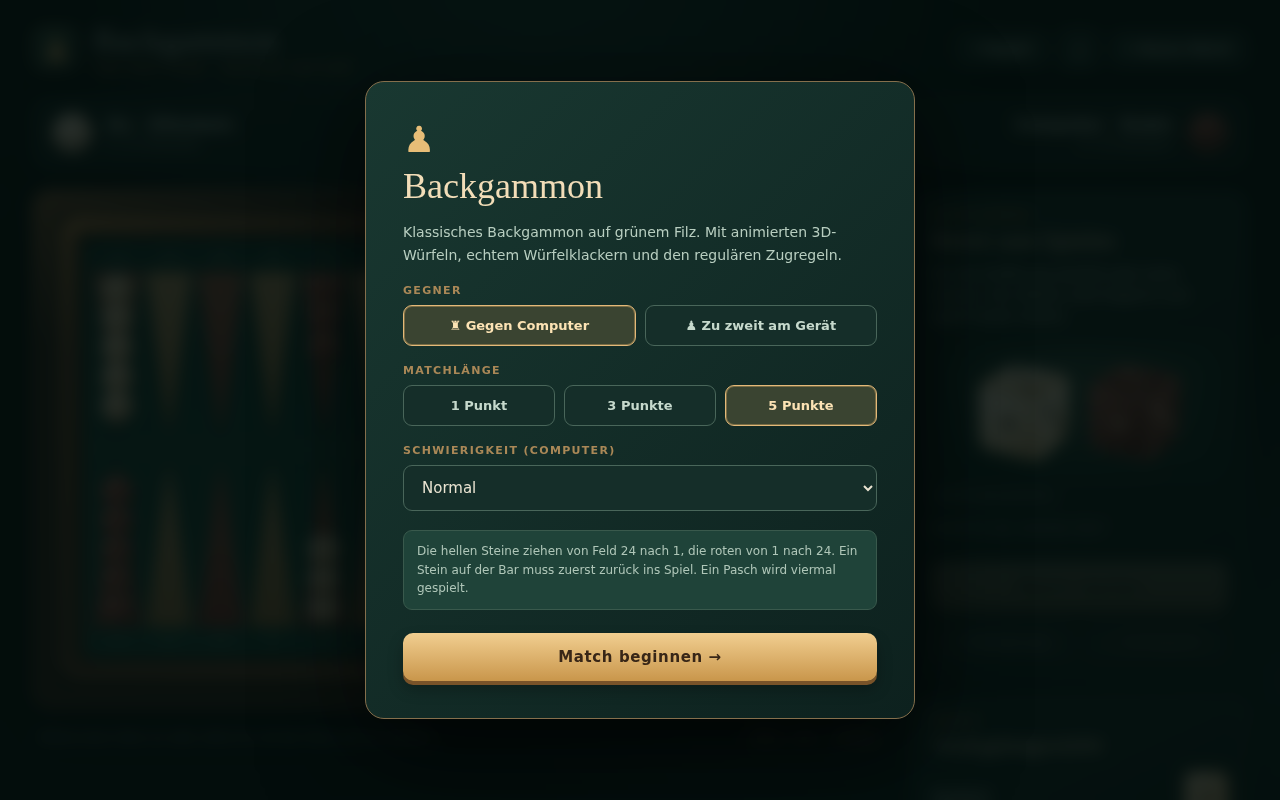 Backgammon
Klassisches Backgammon auf grünem Filz. Mit animierten 3D-
Würfeln, echtem Würfelklackern und den regulären Zugregeln.
GEGNER
♜ Gegen Computer
♟ Zu zweit am Gerät
MATCHLÄNGE
1 Punkt
3 Punkte
5 Punkte
SCHWIERIGKEIT (COMPUTER)
Normal
Die hellen Steine ziehen von Feld 24 nach 1, die roten von 1 nach 24. Ein
Stein auf der Bar muss zuerst zurück ins Spiel. Ein Pasch wird viermal
gespielt.
Match beginnen →